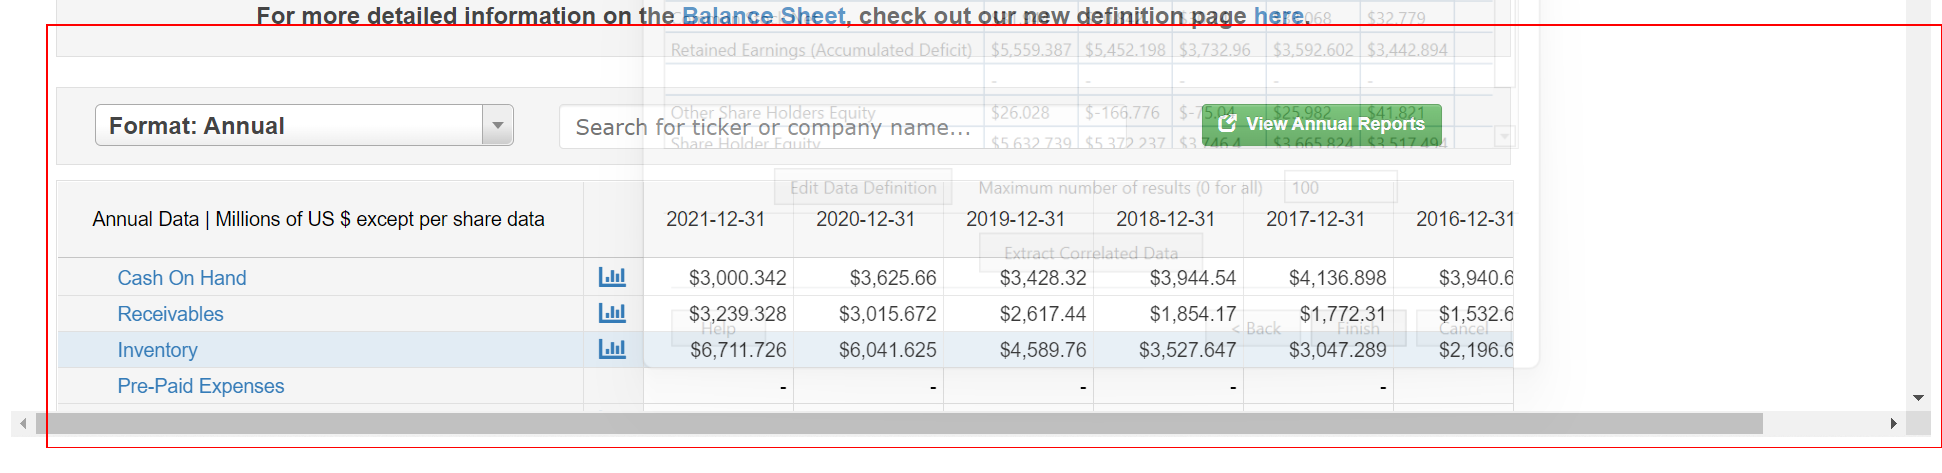 For more detailed information on the Balance Sheet, check out our new definition page here.
$32.779
Retained Earnings (Accumulated Deficit) $5,559.387 $5,452.198 $3,732.96 $3,592.602 $3,442.894
- - - - -
Other Share Holders Equity $26.028 $-166.776 $-75.04 $25.982 $41.821
Format: Annual
Search for ticker or company name...
View Annual Reports
Share Holder Equity $5,632.739 $5,372.237 $3,746.4 $3,665.824 $3,517.494
Edit Data Definition Maximum number of results (0 for all) 100
Annual Data | Millions of US $ except per share data 2021-12-31 2020-12-31 2019-12-31 2018-12-31 2017-12-31 2016-12-31
Extract Correlated Data
Cash On Hand $3,000.342 $3,625.66 $3,428.32 $3,944.54 $4,136.898 $3,940.6
Receivables $3,239.328 $3,015.672 $2,617.44 $1,854.17 $1,772.31 $1,532.6
Help < Back Finish Cancel
Inventory $6,711.726 $6,041.625 $4,589.76 $3,527.647 $3,047.289 $2,196.6
Pre-Paid Expenses - - - - -